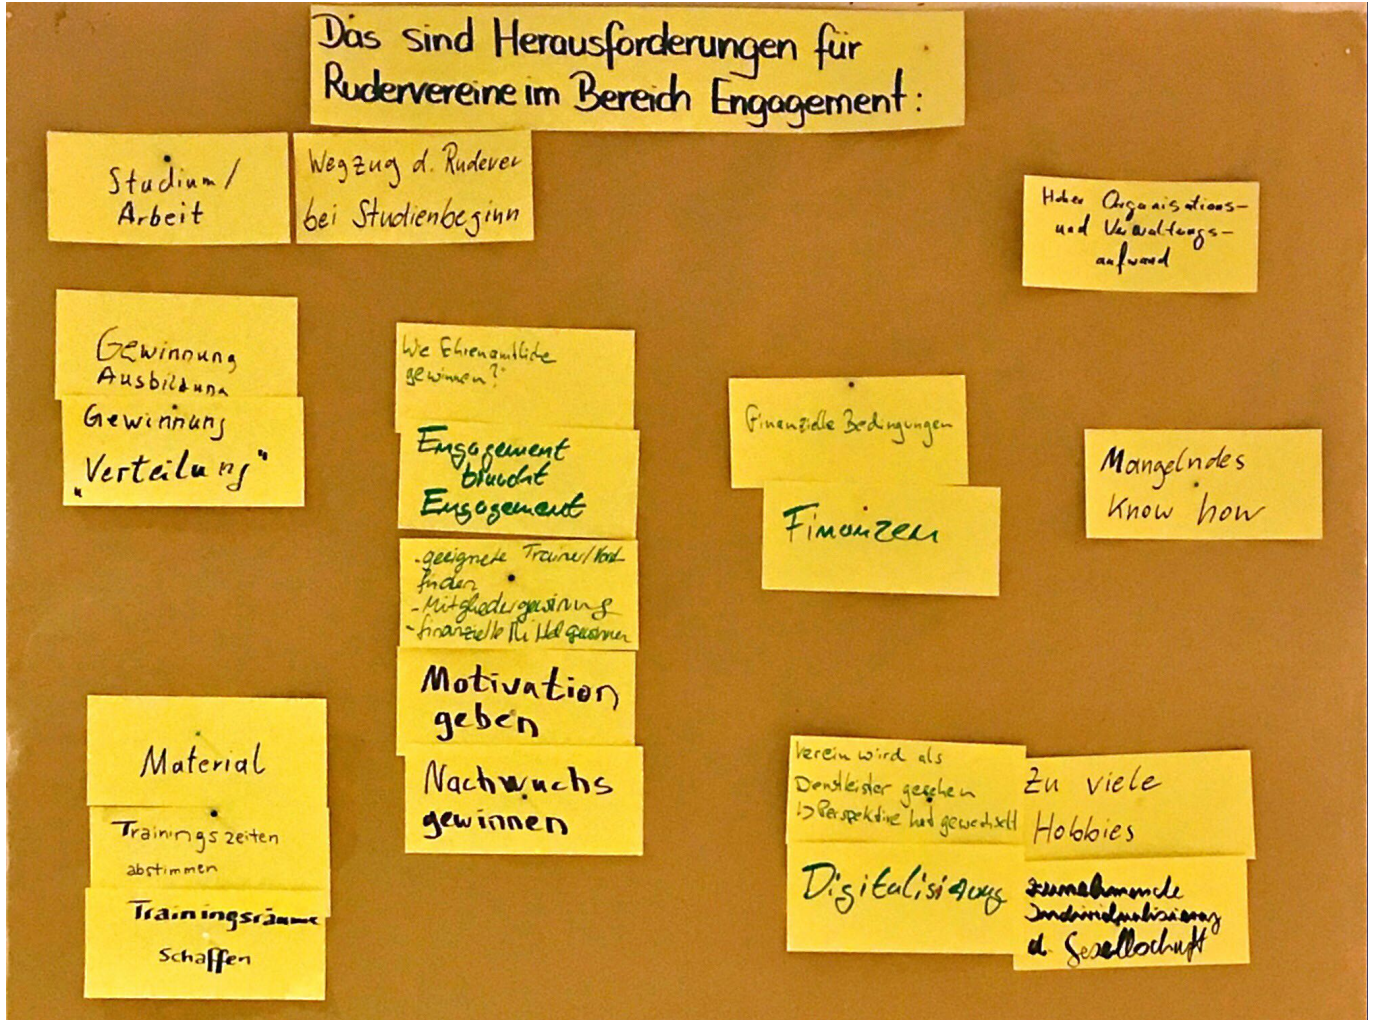 Das sind Herausforderungen für
Rudervereine im Bereich Engagement:
Studium/
Arbeit
Wegzug d. Ruderer
bei Studienbeginn
Hoher Organisations-
und Verwaltungs-
aufwand
Gewinnung
Ausbildung
Gewinnung
„Verteilung"
Wie Ehrenamtliche
gewinnen?
Engagement
braucht
Engagement
- geeignete Trainer/
finden
- Mitgliedergewinnung
- finanzielle Mittel gewinnen
Motivation
geben
Nachwuchs
gewinnen
Finanzielle Bedingungen
Finanzen
Mangelndes
Know how
Material
Trainingszeiten
abstimmen
Trainingsräume
schaffen
Verein wird als
Dienstleister gesehen
=> Perspektive hat gewechselt
Digitalisierung
Zu viele
Hobbies
zunehmende
Individualisierung
d. Gesellschaft